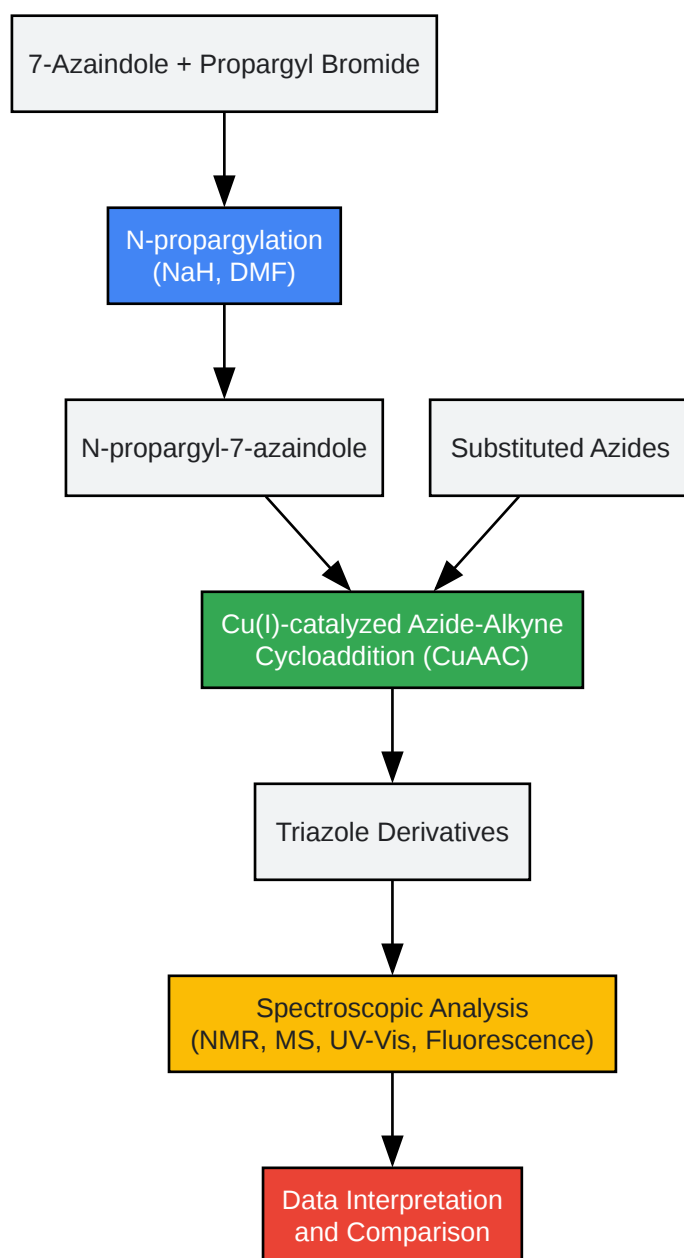 7-Azaindole + Propargyl Bromide
N-propargylation
(NaH, DMF)
N-propargyl-7-azaindole
Substituted Azides
Cu(I)-catalyzed Azide-Alkyne
Cycloaddition (CuAAC)
Triazole Derivatives
Spectroscopic Analysis
(NMR, MS, UV-Vis, Fluorescence)
Data Interpretation
and Comparison